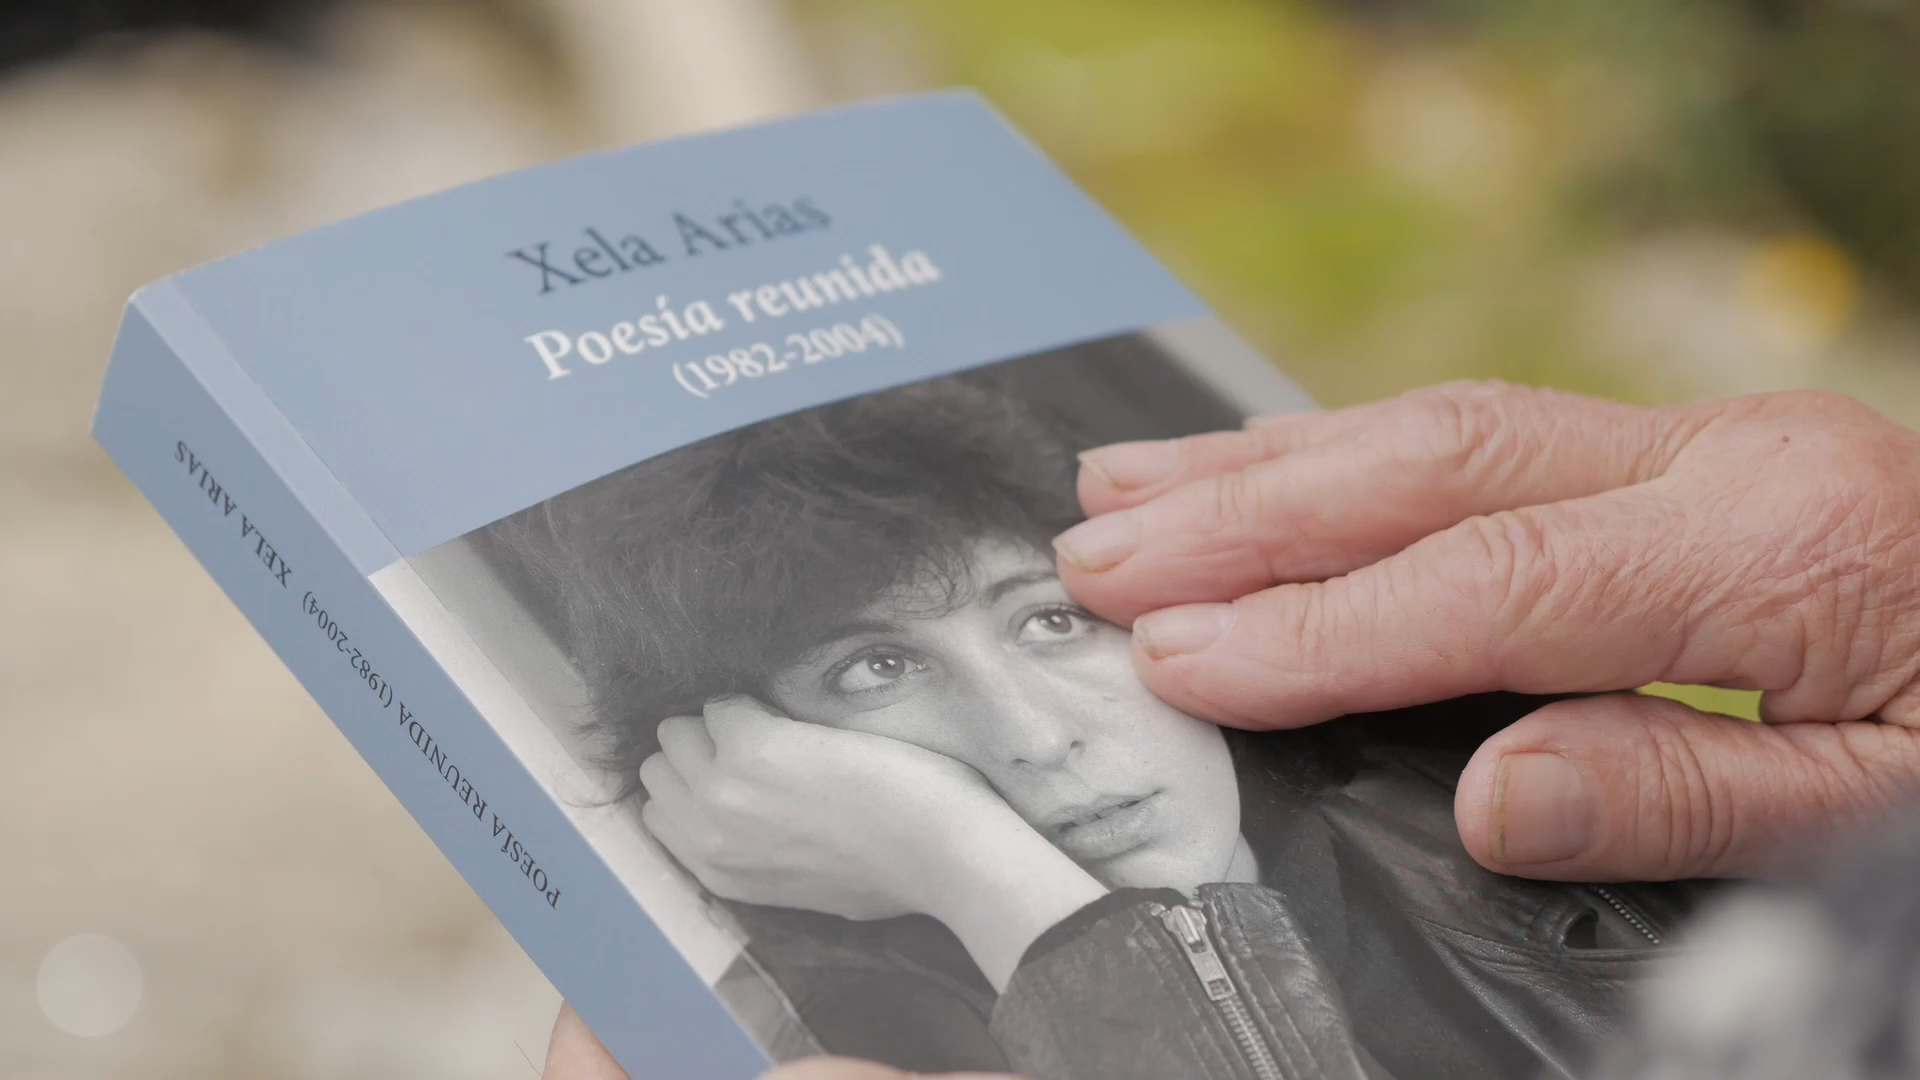 Xela Arias
Poesía reunida
(1982-2004)
POESÍA REUNIDA (1982-2004) XELA ARIAS